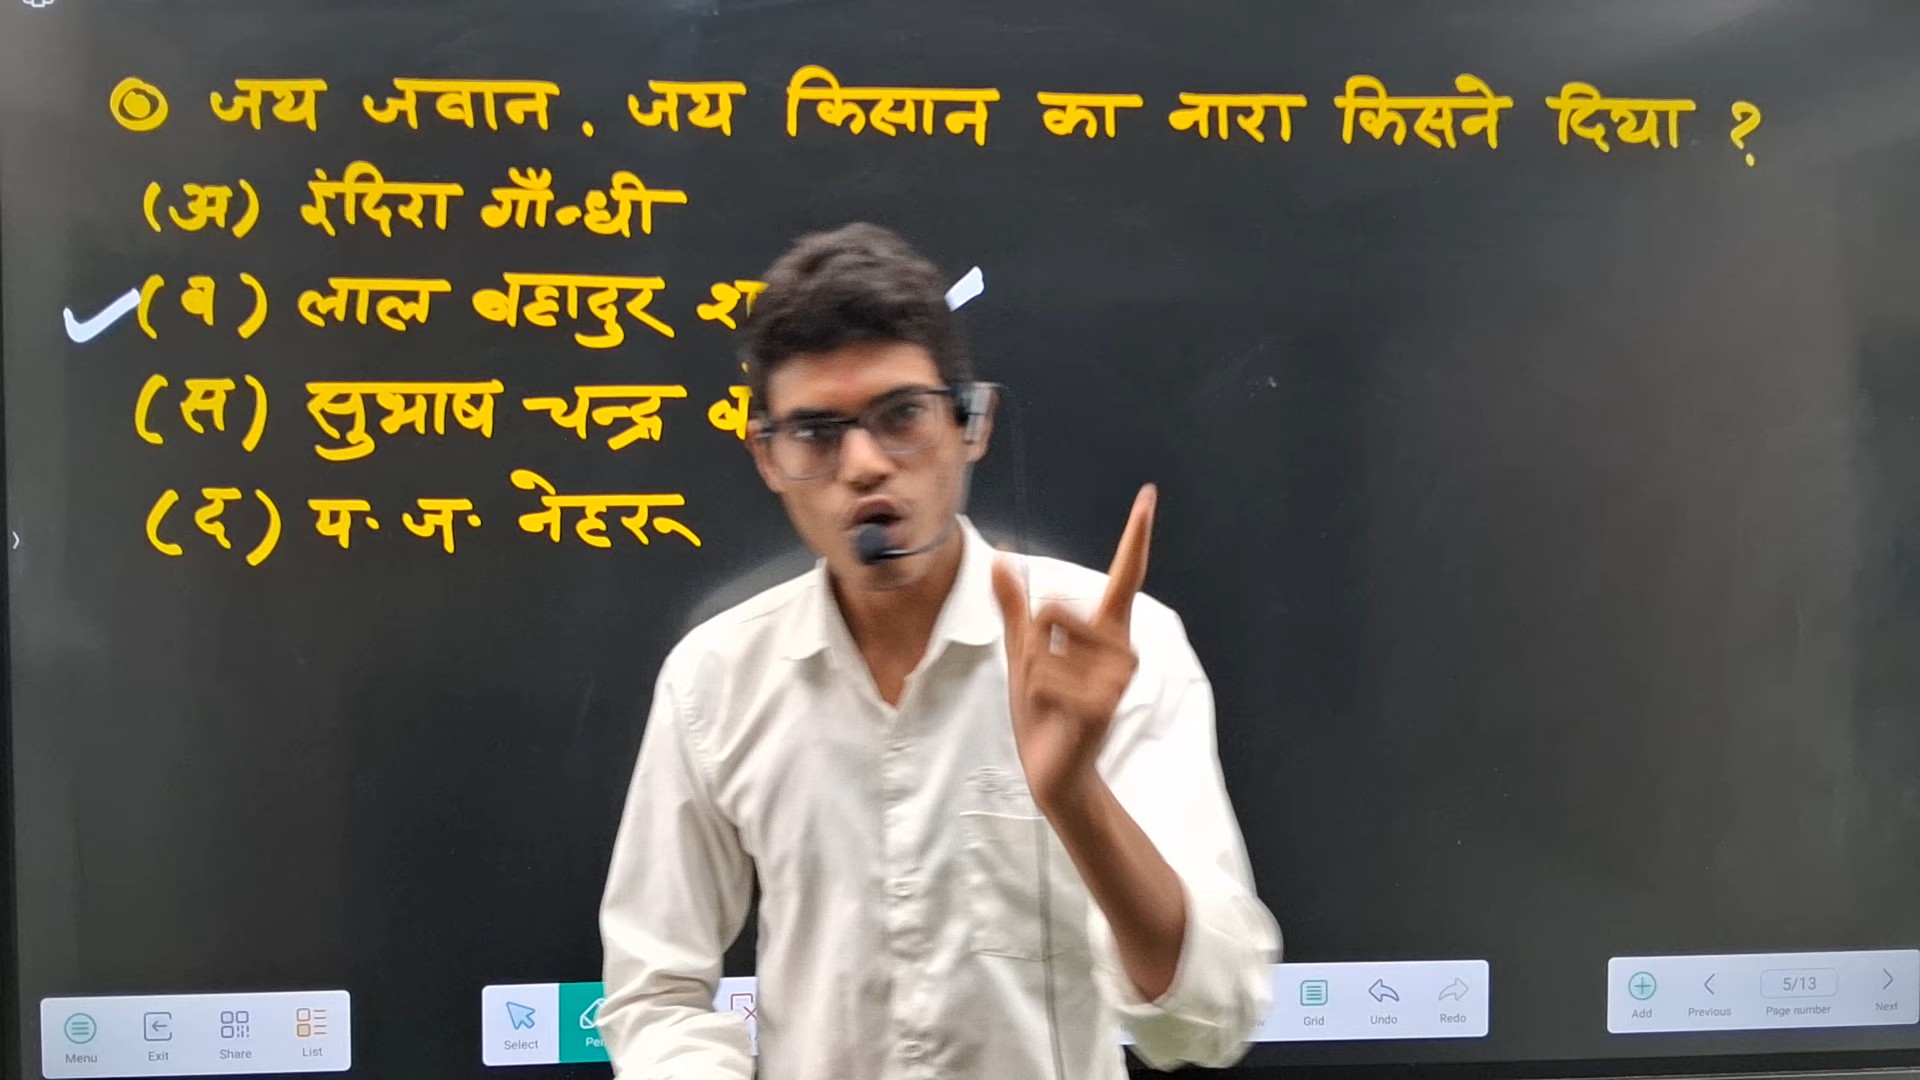 जय जवान . जय किसान का नारा किसने दिया ?
(अ) इंदिरा गाँन्धी
(ब) लाल बहादुर
(स) सुभाष चन्द्र
(द) प. ज. नेहरू
Menu Exit Share List
Select
Grid Undo Redo
Add Previous 5/13 Page number Next